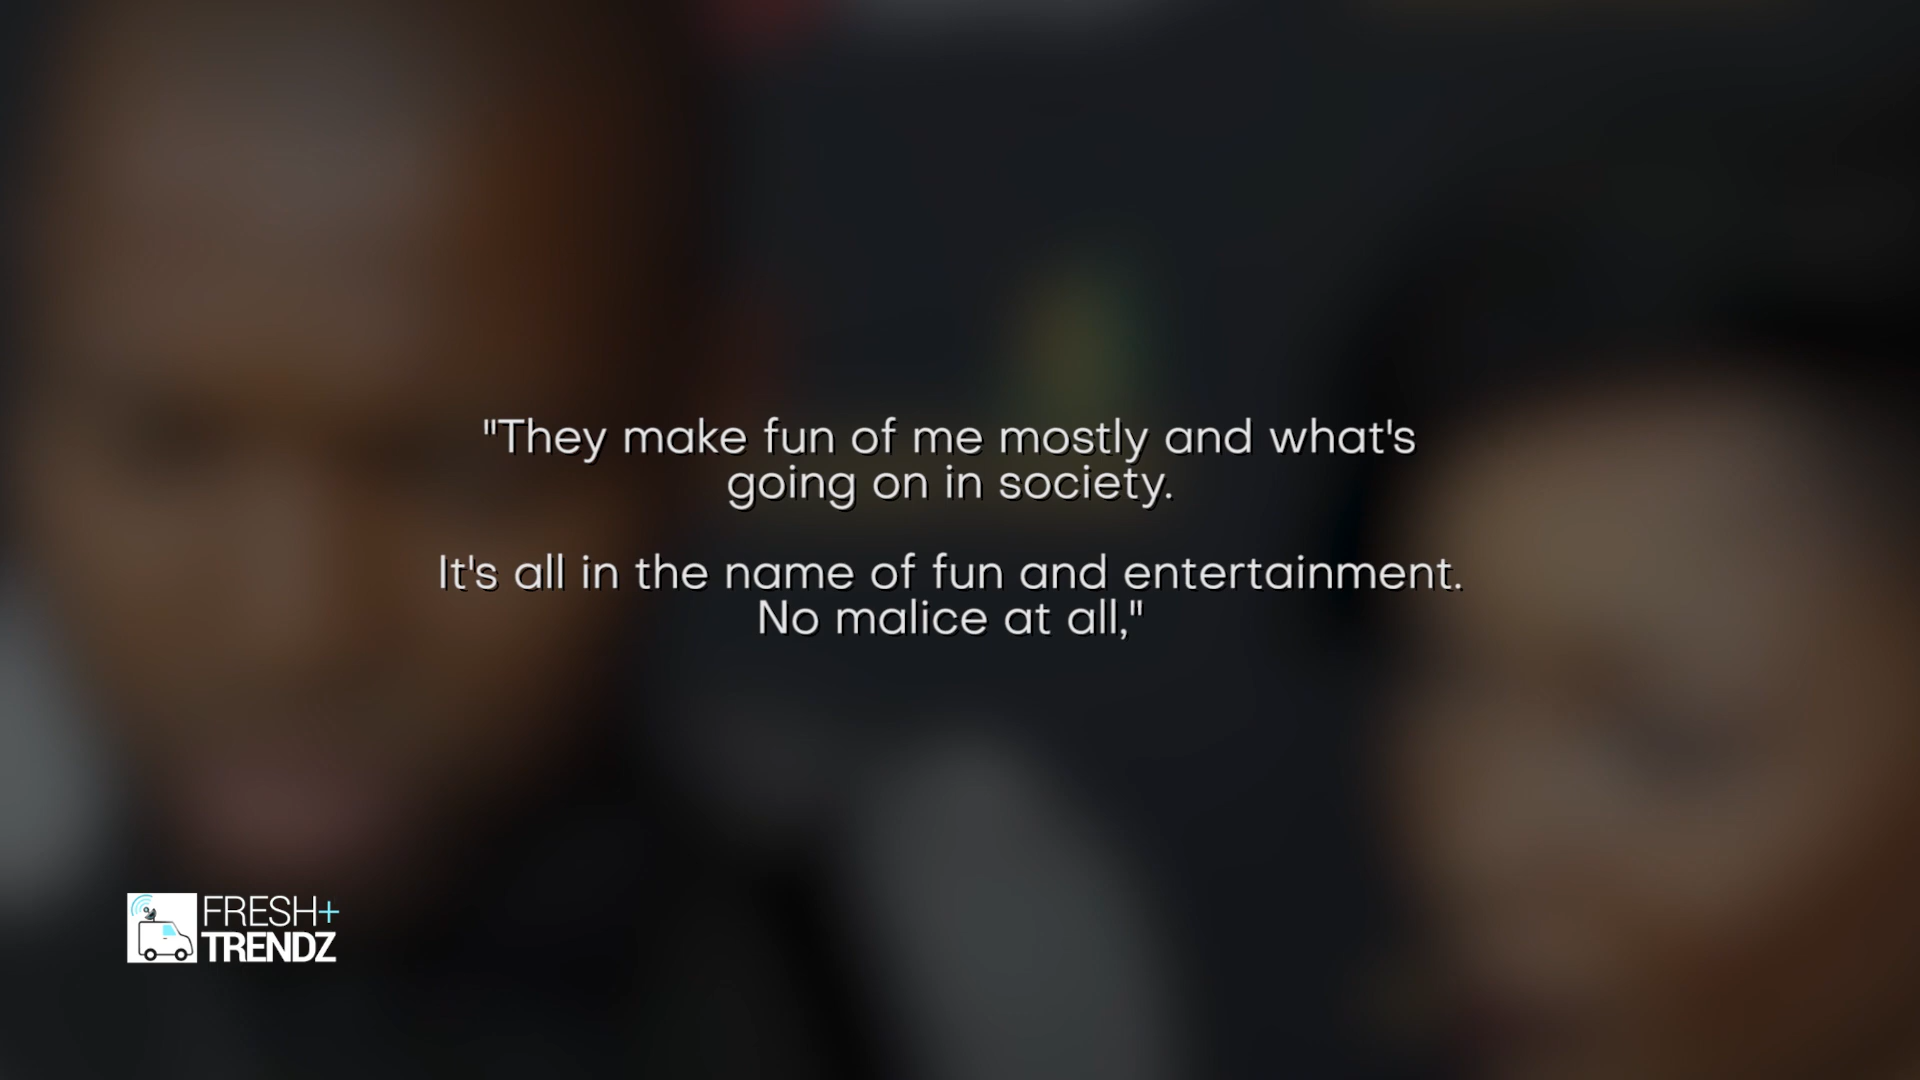 "They make fun of me mostly and what's
going on in society.
It's all in the name of fun and entertainment.
No malice at all,"
FRESH+
TRENDZ